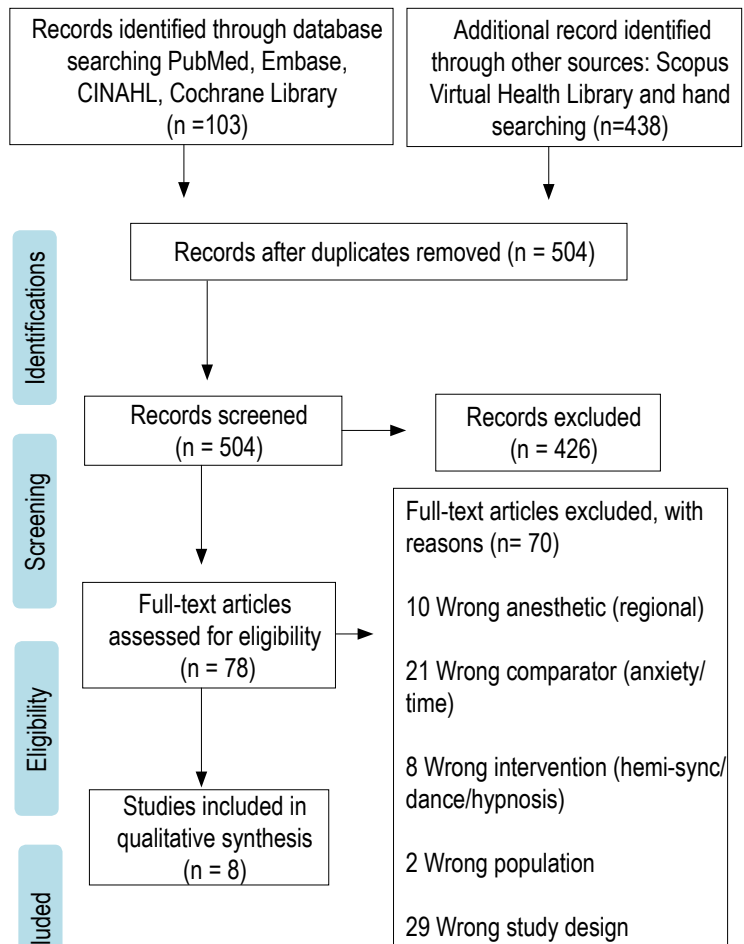 Records identified through database
searching PubMed, Embase,
CINAHL, Cochrane Library
(n =103)
Additional record identified
through other sources: Scopus
Virtual Health Library and hand
searching (n=438)
Identifications
Records after duplicates removed (n = 504)
Records screened
(n = 504)
Records excluded
(n = 426)
Screening
Full-text articles
assessed for eligibility
(n = 78)
Full-text articles excluded, with
reasons (n= 70)
10 Wrong anesthetic (regional)
21 Wrong comparator (anxiety/
time)
8 Wrong intervention (hemi-sync/
dance/hypnosis)
2 Wrong population
29 Wrong study design
Eligibility
Studies included in
qualitative synthesis
(n = 8)
luded